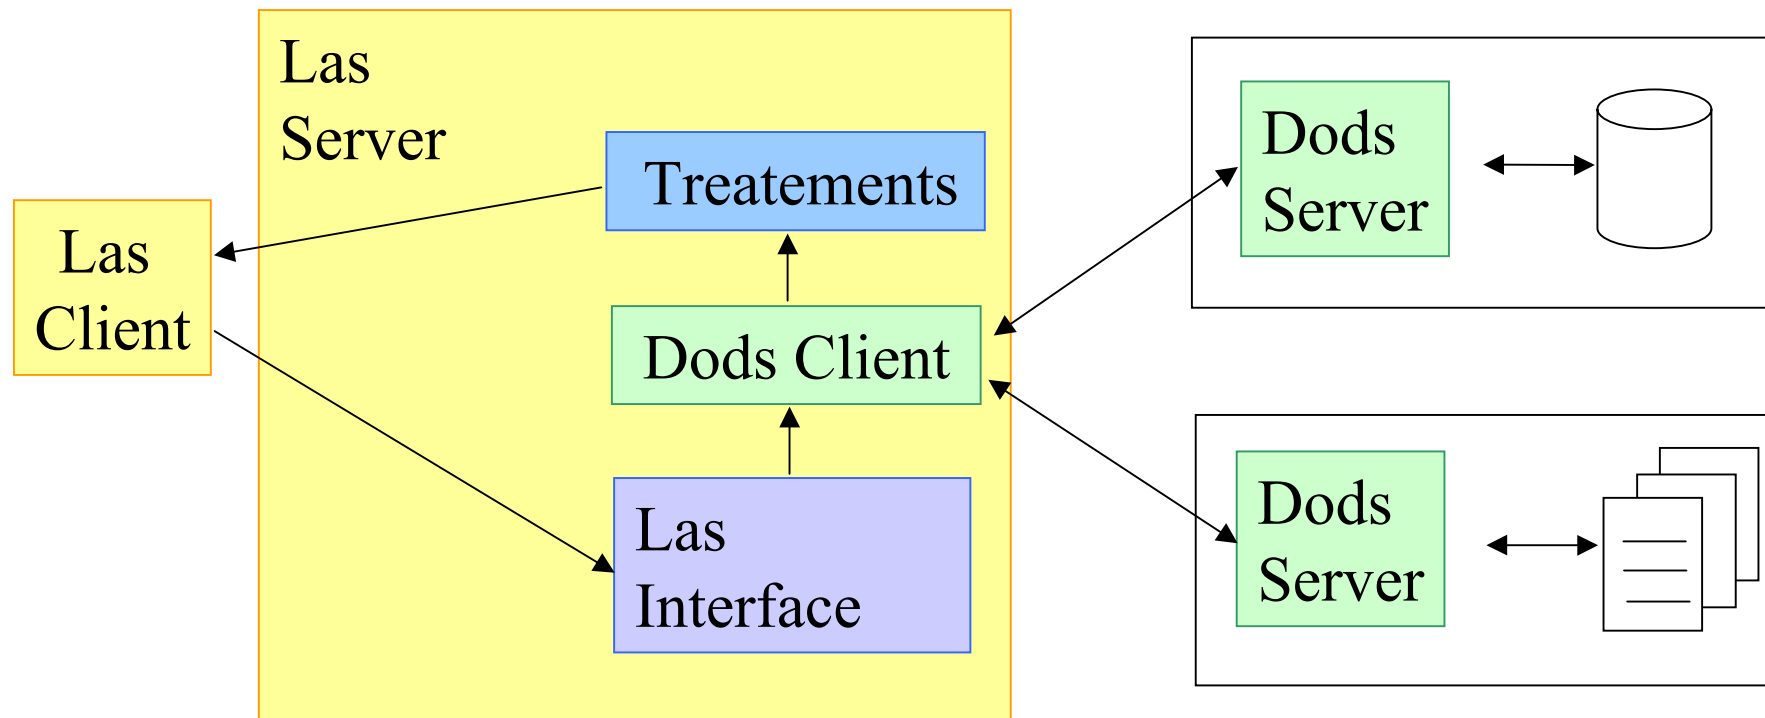 Las
Server
Treatements
Las
Client
Dods Client
Las
Interface
Dods
Server
Dods
Server